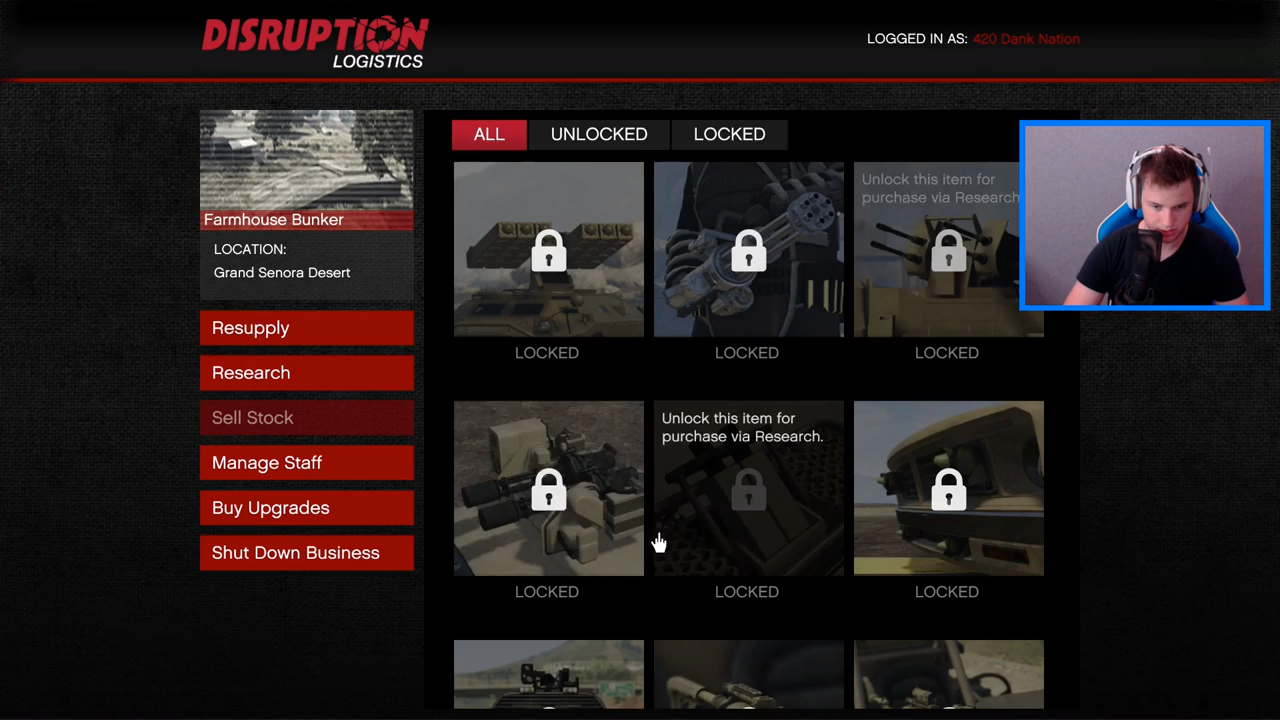 DISRUPTION
LOGISTICS
LOGGED IN AS: 420 Dank Nation
Farmhouse Bunker
LOCATION:
Grand Senora Desert
Resupply
Research
Sell Stock
Manage Staff
Buy Upgrades
Shut Down Business
ALL
UNLOCKED
LOCKED
Unlock this item for
purchase via Research
LOCKED
LOCKED
LOCKED
Unlock this item for
purchase via Research.
LOCKED
LOCKED
LOCKED